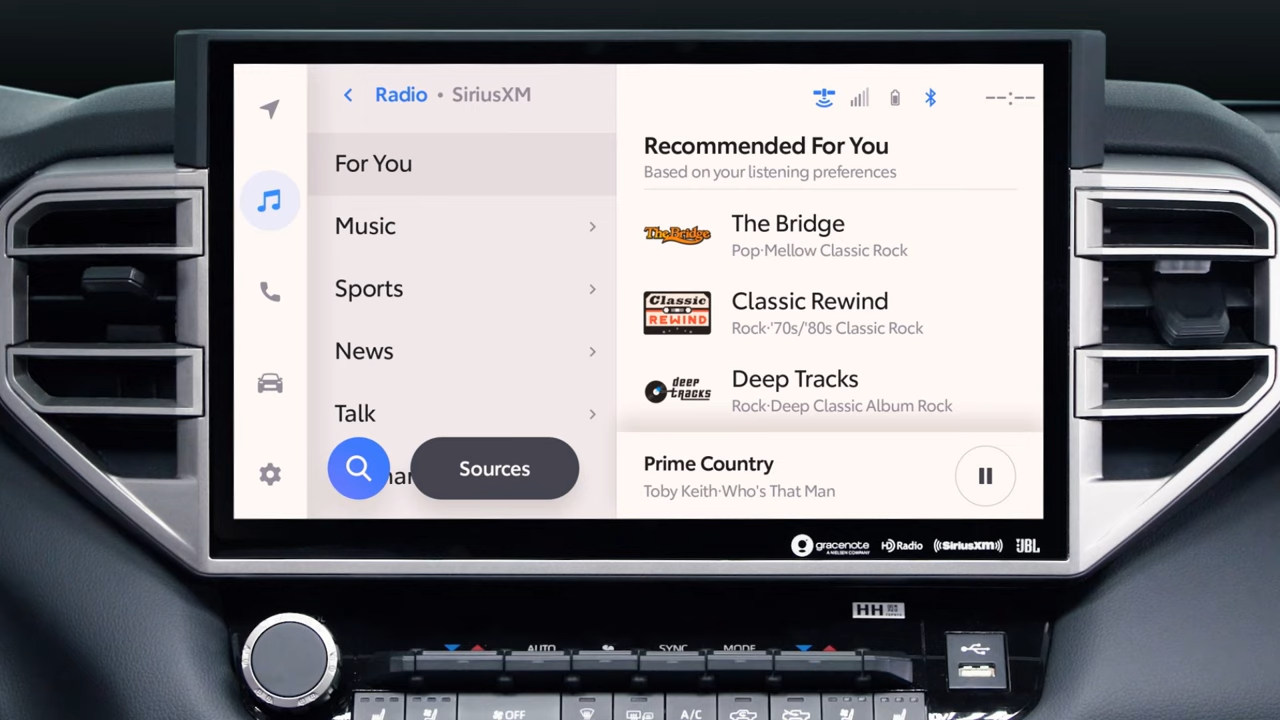 Radio • SiriusXM
--:--
For You
Music
Sports
News
Talk
Sources
Recommended For You
Based on your listening preferences
The Bridge
The Bridge
Pop·Mellow Classic Rock
Classic
REWIND
Classic Rewind
Rock·'70s/'80s Classic Rock
deep
tracks
Deep Tracks
Rock·Deep Classic Album Rock
Prime Country
Toby Keith·Who's That Man
gracenote
A NIELSEN COMPANY
HD Radio
((SiriusXM))
JBL
HH
AUTO
SYNC
MODE
OFF
A/C